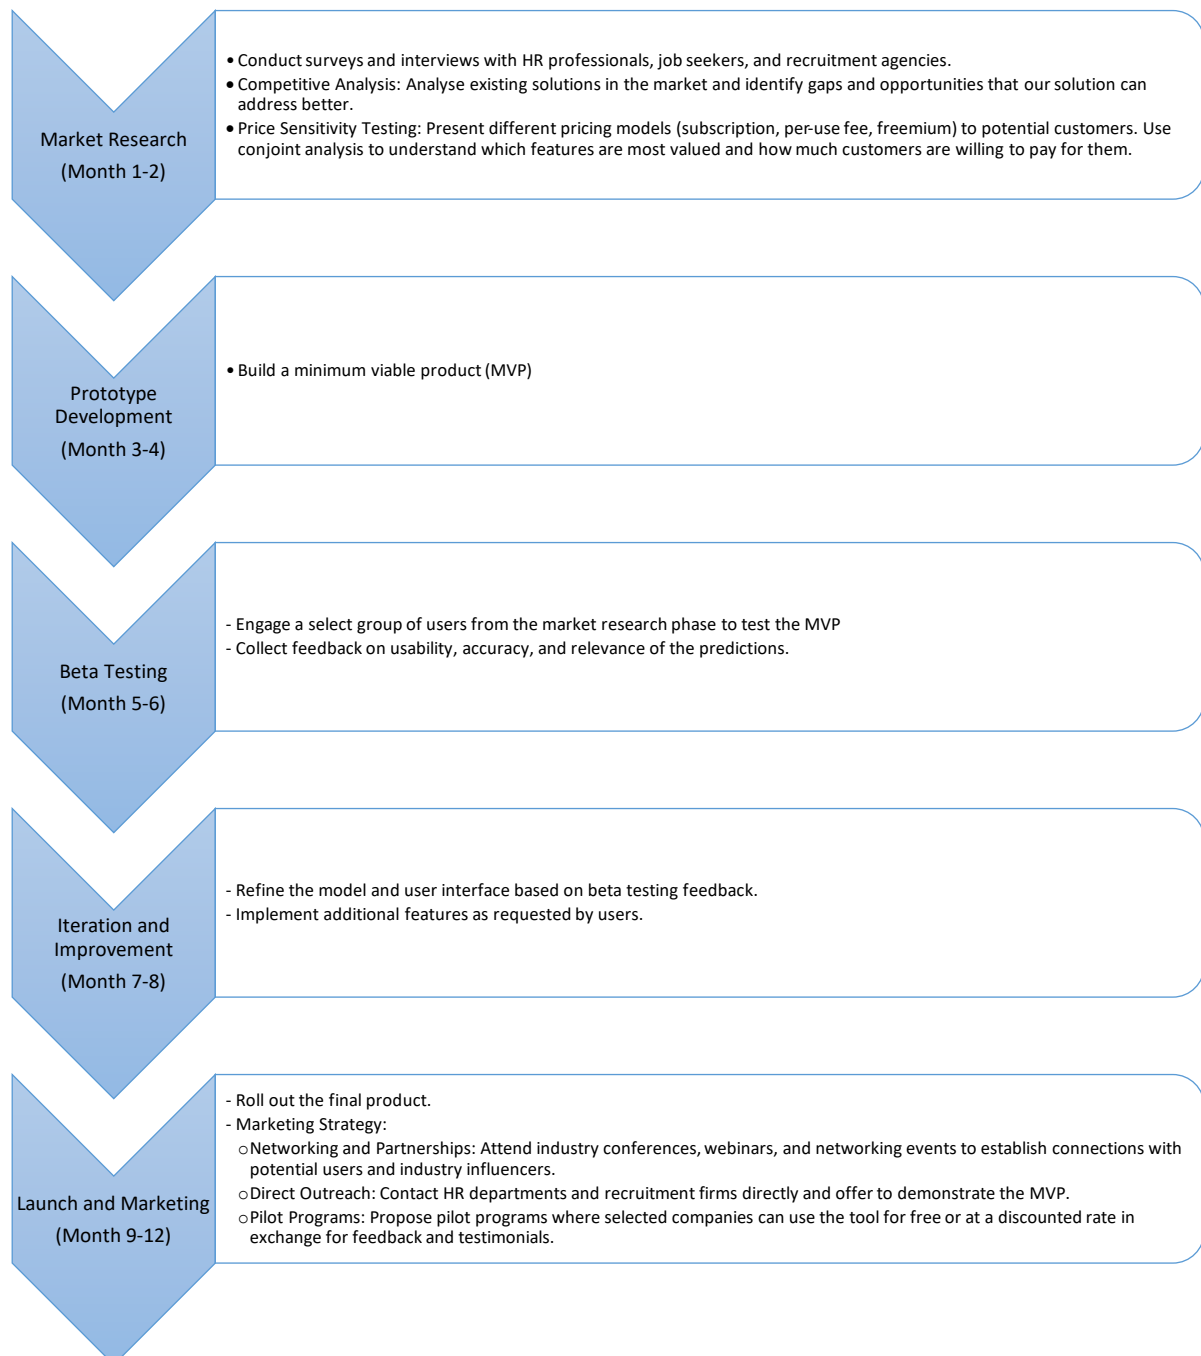 Market Research
(Month 1-2)
• Conduct surveys and interviews with HR professionals, job seekers, and recruitment agencies.
• Competitive Analysis: Analyse existing solutions in the market and identify gaps and opportunities that our solution can
address better.
• Price Sensitivity Testing: Present different pricing models (subscription, per-use fee, freemium) to potential customers. Use
conjoint analysis to understand which features are most valued and how much customers are willing to pay for them.
Prototype
Development
(Month 3-4)
• Build a minimum viable product (MVP)
Beta Testing
(Month 5-6)
- Engage a select group of users from the market research phase to test the MVP
- Collect feedback on usability, accuracy, and relevance of the predictions.
Iteration and
Improvement
(Month 7-8)
- Refine the model and user interface based on beta testing feedback.
- Implement additional features as requested by users.
Launch and Marketing
(Month 9-12)
- Roll out the final product.
- Marketing Strategy:
o Networking and Partnerships: Attend industry conferences, webinars, and networking events to establish connections with
potential users and industry influencers.
o Direct Outreach: Contact HR departments and recruitment firms directly and offer to demonstrate the MVP.
o Pilot Programs: Propose pilot programs where selected companies can use the tool for free or at a discounted rate in
exchange for feedback and testimonials.